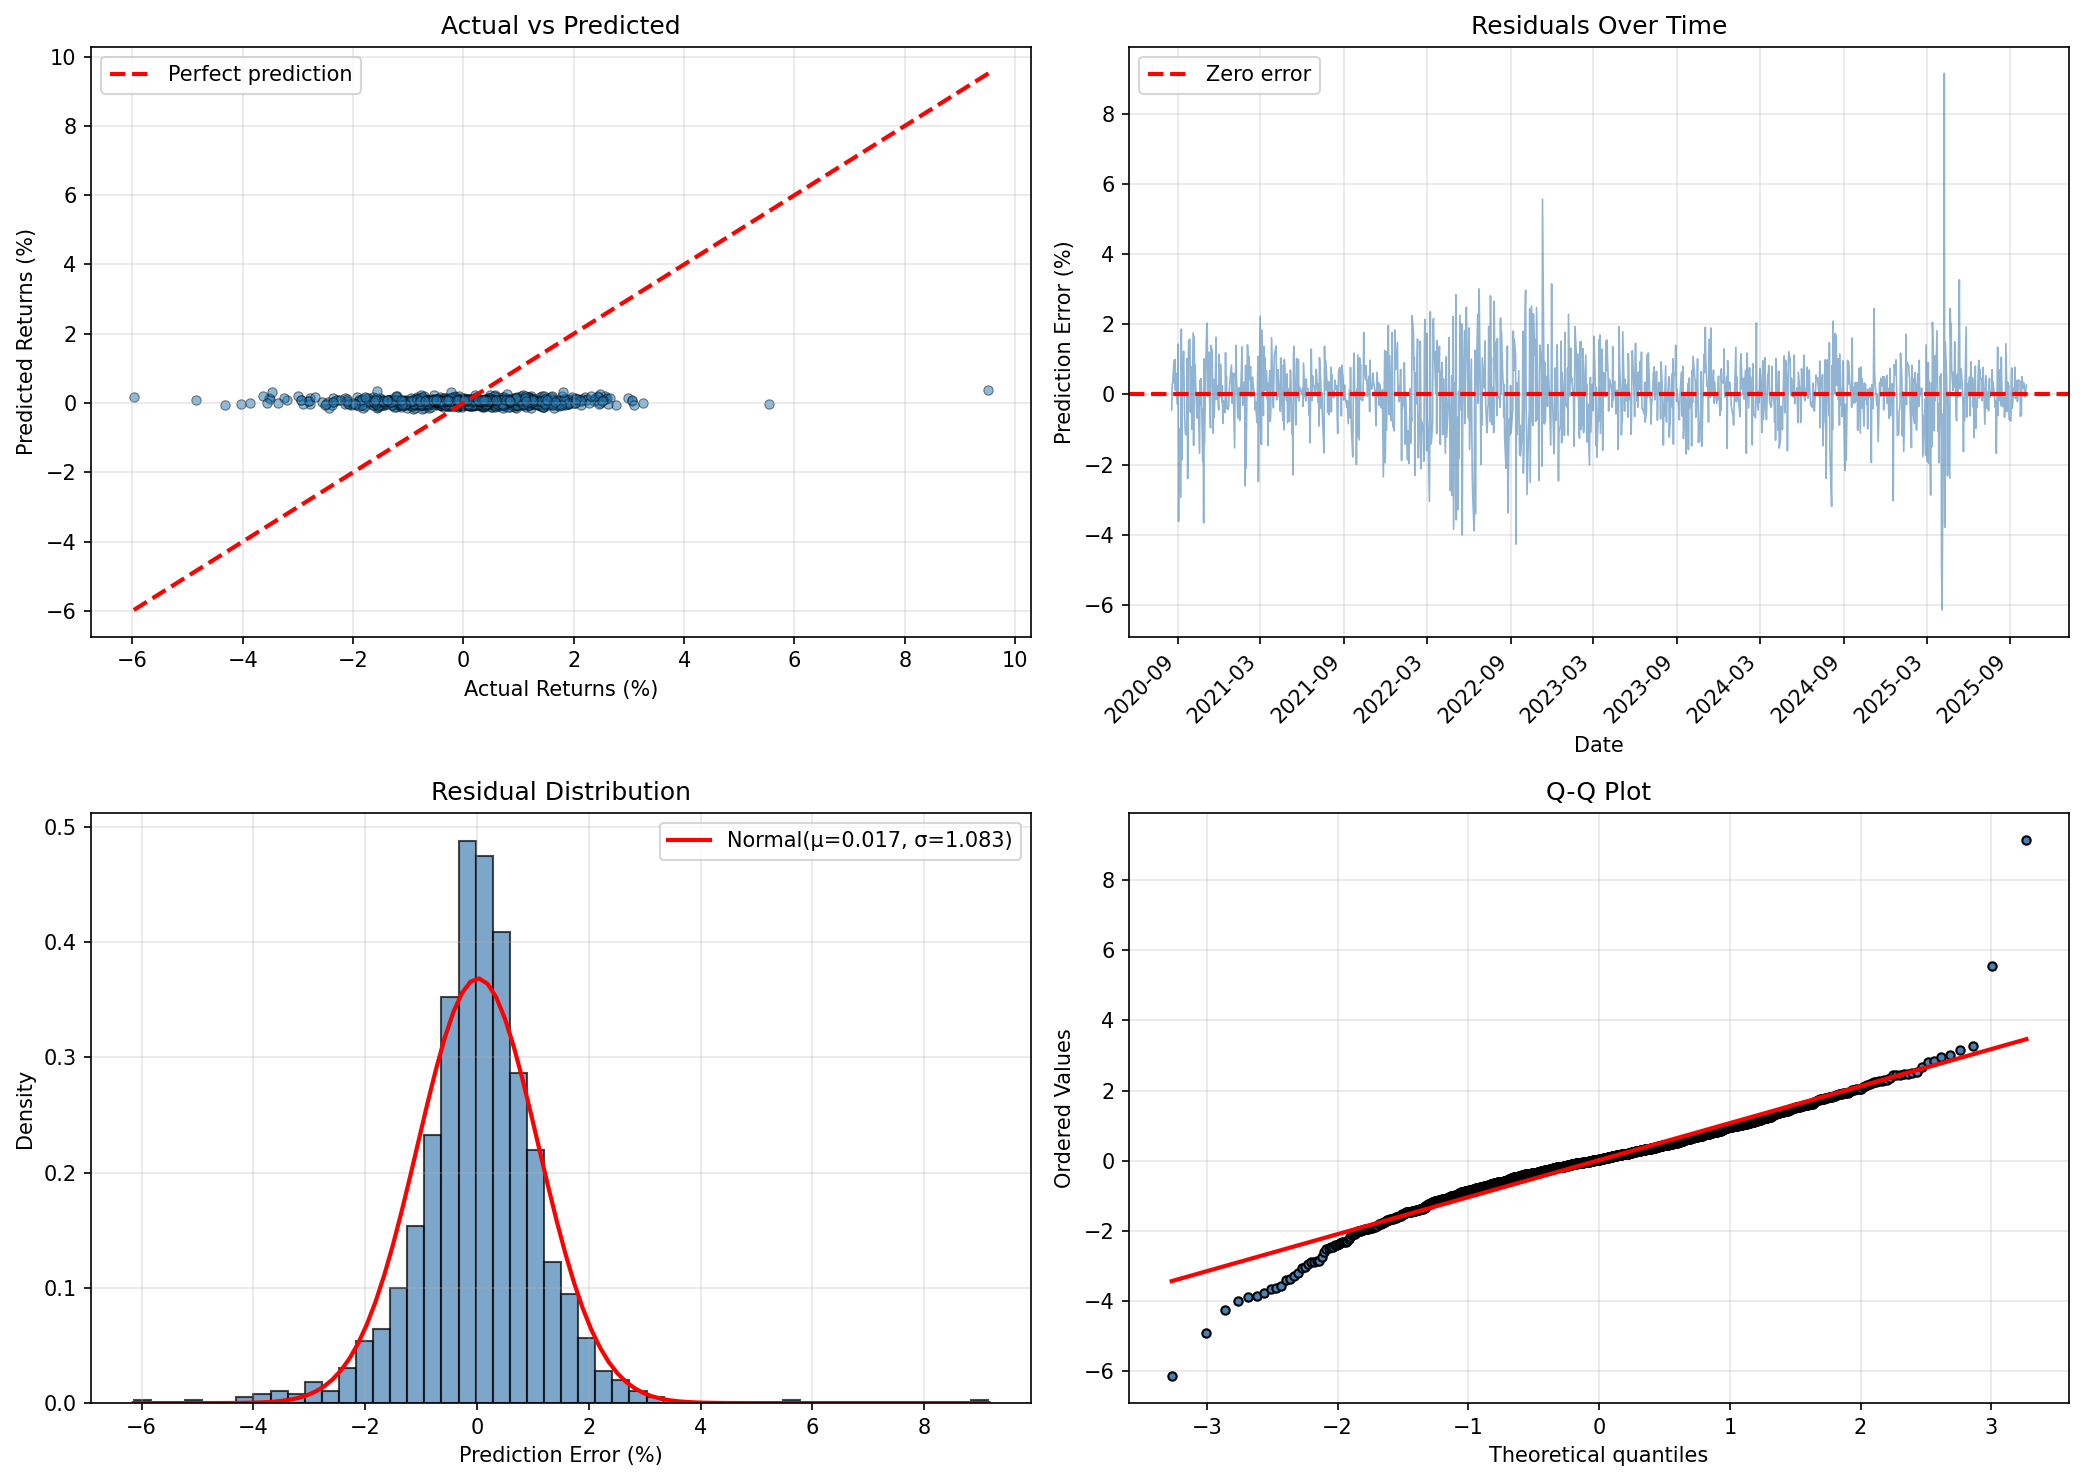 Actual vs Predicted
Perfect prediction
Predicted Returns (%)
10
8
6
4
2
0
−2
−4
−6
−6 −4 −2 0 2 4 6 8 10
Actual Returns (%)
Residuals Over Time
Zero error
Prediction Error (%)
8
6
4
2
0
−2
−4
−6
2020-09 2021-03 2021-09 2022-03 2022-09 2023-03 2023-09 2024-03 2024-09 2025-03 2025-09
Date
Residual Distribution
Normal(μ=0.017, σ=1.083)
Density
0.5
0.4
0.3
0.2
0.1
0.0
−6 −4 −2 0 2 4 6 8
Prediction Error (%)
Q-Q Plot
Ordered Values
8
6
4
2
0
−2
−4
−6
−3 −2 −1 0 1 2 3
Theoretical quantiles